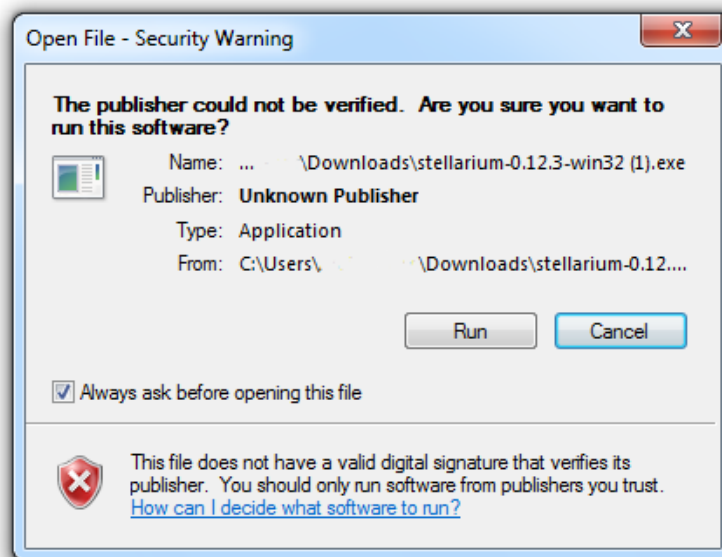 Open File - Security Warning
The publisher could not be verified.  Are you sure you want to
run this software?
Name: ... \Downloads\stellarium-0.12.3-win32 (1).exe
Publisher: Unknown Publisher
Type: Application
From: C:\Users\ \Downloads\stellarium-0.12....
Run Cancel
Always ask before opening this file
This file does not have a valid digital signature that verifies its
publisher.  You should only run software from publishers you trust.
How can I decide what software to run?